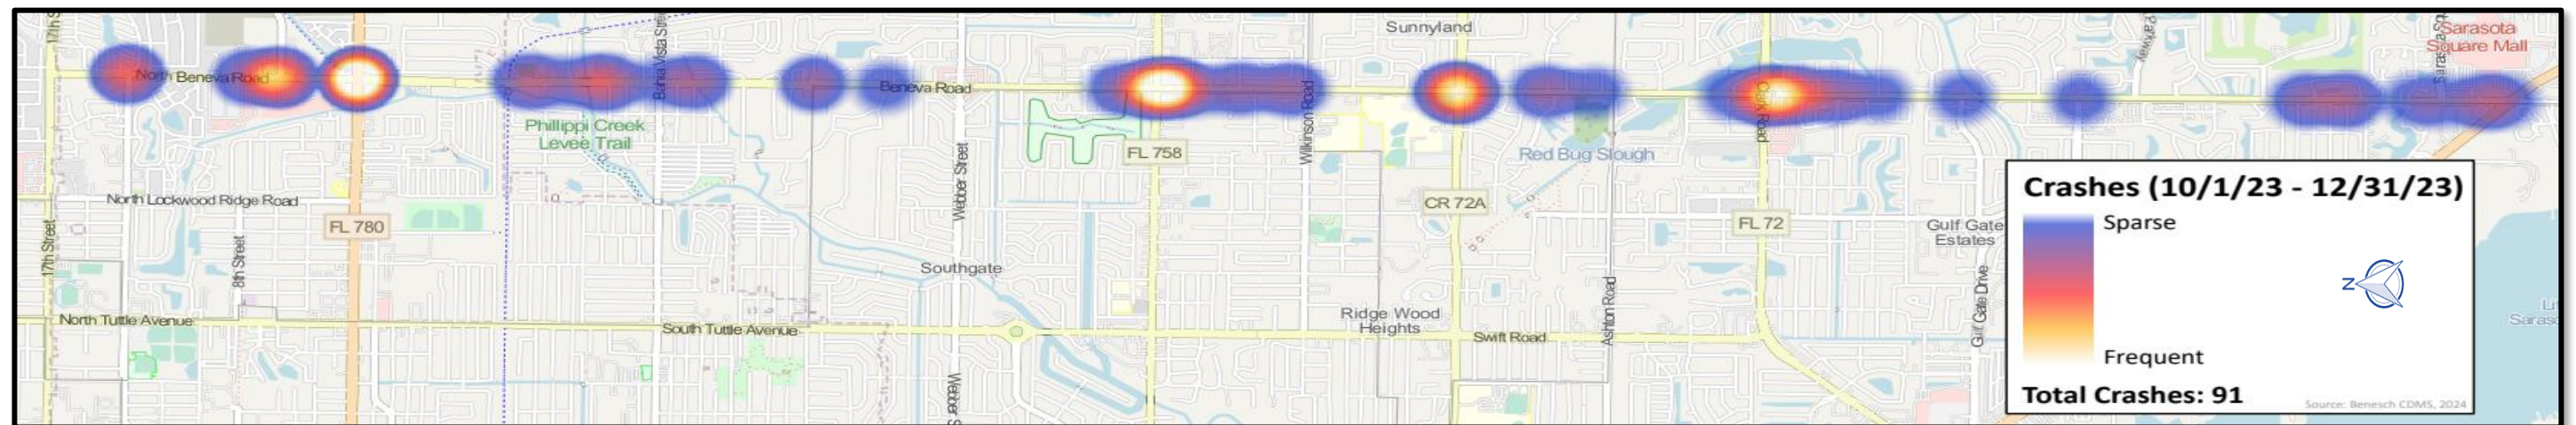 17th S
North Beneva Road
Bahia Vista Street
Beneva Road
Sunnyland
Sarasota
Square Mall
Phillippi Creek
Levee Trail
FL 758
Wilkinson Road
Red Bug Slough
Clark Road
Webber Street
North Lockwood Ridge Road
FL 780
CR 72A
FL 72
Gulf Gate
Estates
17th Street
8th Street
Southgate
North Tuttle Avenue
South Tuttle Avenue
Ridge Wood
Heights
Swift Road
Ashton Road
Gulf Gate Drive
Webber S
Crashes (10/1/23 - 12/31/23)
Sparse
Frequent
Total Crashes: 91
Source: Benesch CDMS, 2024
Z